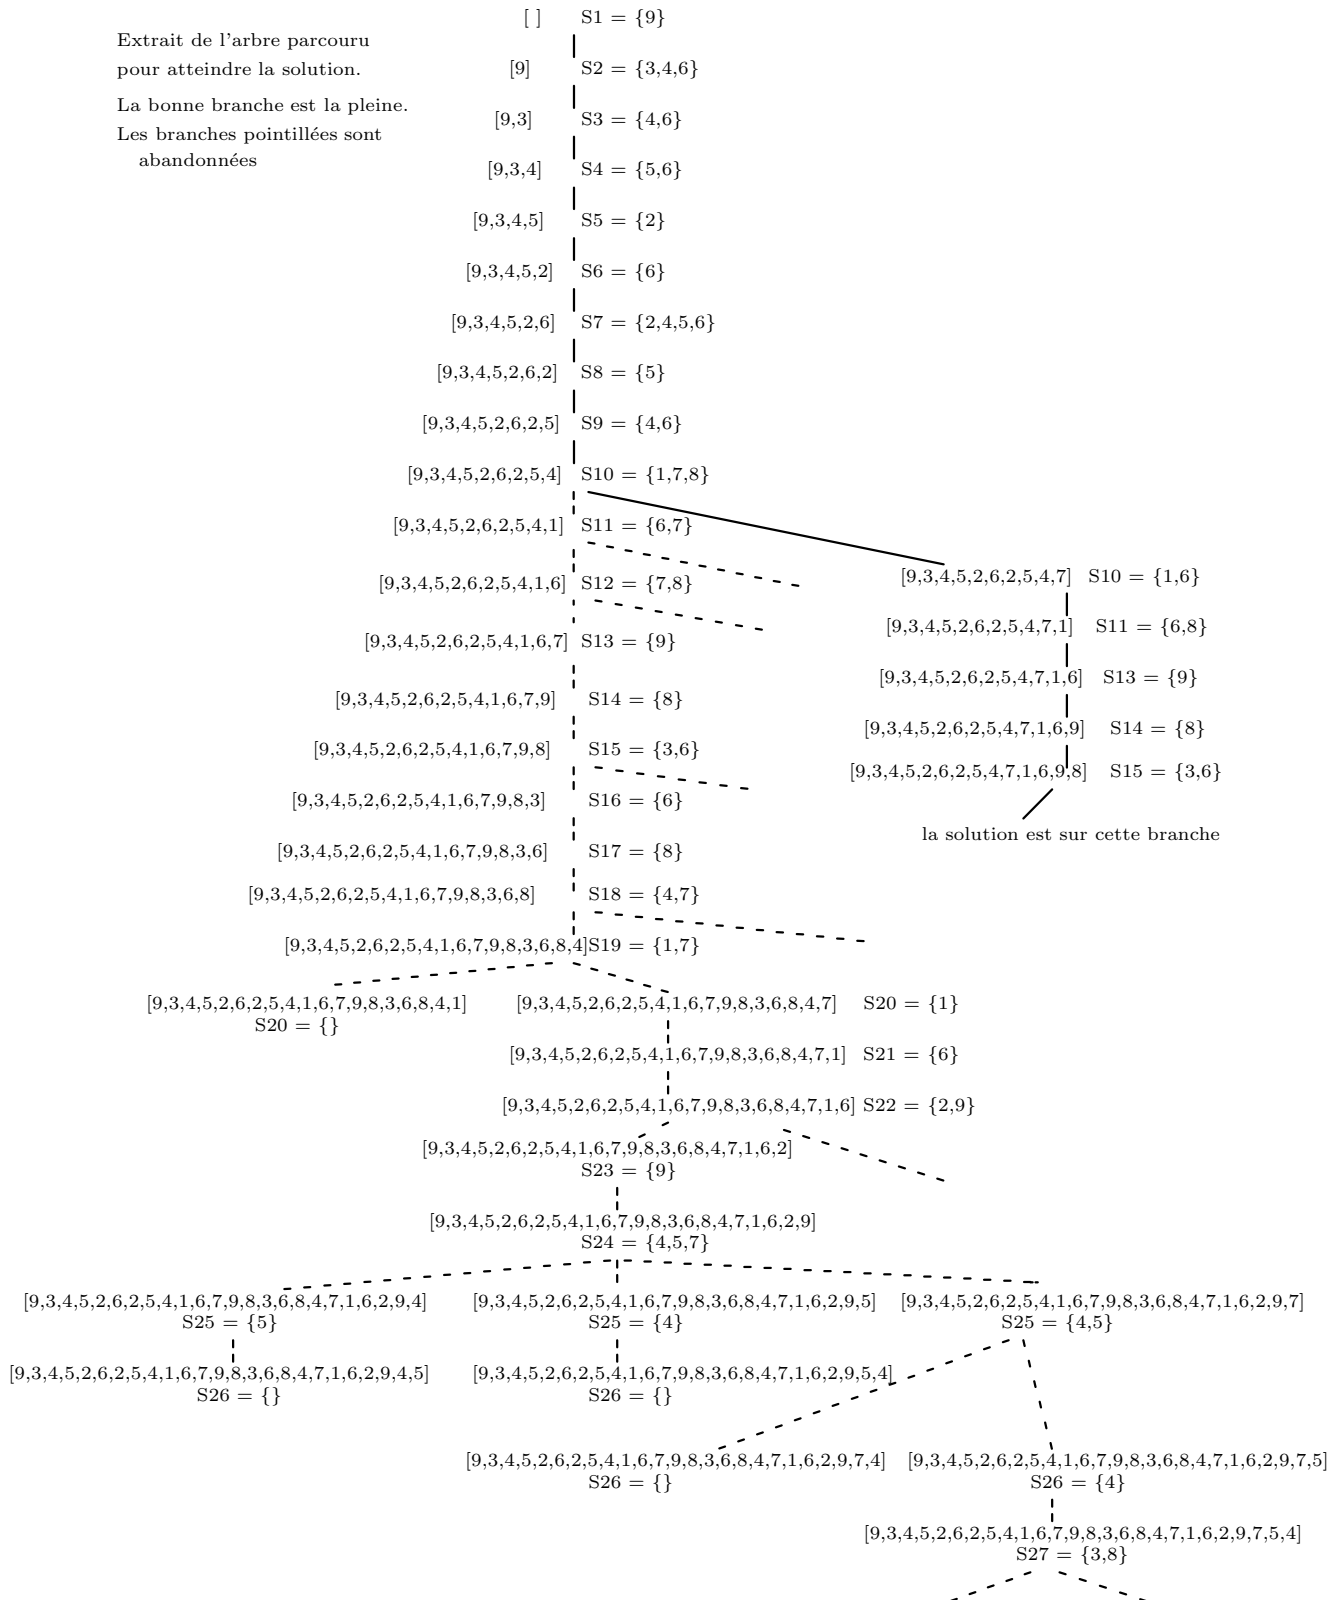 [ ] S1 = {9}
Extrait de l'arbre parcouru
pour atteindre la solution.
[9] S2 = {3,4,6}
La bonne branche est la pleine.
[9,3] S3 = {4,6}
Les branches pointillées sont
abandonnées
[9,3,4] S4 = {5,6}
[9,3,4,5] S5 = {2}
[9,3,4,5,2] S6 = {6}
[9,3,4,5,2,6] S7 = {2,4,5,6}
[9,3,4,5,2,6,2] S8 = {5}
[9,3,4,5,2,6,2,5] S9 = {4,6}
[9,3,4,5,2,6,2,5,4] S10 = {1,7,8}
[9,3,4,5,2,6,2,5,4,1] S11 = {6,7}
[9,3,4,5,2,6,2,5,4,7] S10 = {1,6}
[9,3,4,5,2,6,2,5,4,1,6] S12 = {7,8}
[9,3,4,5,2,6,2,5,4,7,1] S11 = {6,8}
[9,3,4,5,2,6,2,5,4,1,6,7] S13 = {9}
[9,3,4,5,2,6,2,5,4,7,1,6] S13 = {9}
[9,3,4,5,2,6,2,5,4,1,6,7,9] S14 = {8}
[9,3,4,5,2,6,2,5,4,7,1,6,9] S14 = {8}
[9,3,4,5,2,6,2,5,4,1,6,7,9,8] S15 = {3,6}
[9,3,4,5,2,6,2,5,4,7,1,6,9,8] S15 = {3,6}
[9,3,4,5,2,6,2,5,4,1,6,7,9,8,3] S16 = {6}
la solution est sur cette branche
[9,3,4,5,2,6,2,5,4,1,6,7,9,8,3,6] S17 = {8}
[9,3,4,5,2,6,2,5,4,1,6,7,9,8,3,6,8] S18 = {4,7}
[9,3,4,5,2,6,2,5,4,1,6,7,9,8,3,6,8,4]S19 = {1,7}
[9,3,4,5,2,6,2,5,4,1,6,7,9,8,3,6,8,4,1] [9,3,4,5,2,6,2,5,4,1,6,7,9,8,3,6,8,4,7] S20 = {1}
S20 = {}
[9,3,4,5,2,6,2,5,4,1,6,7,9,8,3,6,8,4,7,1] S21 = {6}
[9,3,4,5,2,6,2,5,4,1,6,7,9,8,3,6,8,4,7,1,6] S22 = {2,9}
[9,3,4,5,2,6,2,5,4,1,6,7,9,8,3,6,8,4,7,1,6,2]
S23 = {9}
[9,3,4,5,2,6,2,5,4,1,6,7,9,8,3,6,8,4,7,1,6,2,9]
S24 = {4,5,7}
[9,3,4,5,2,6,2,5,4,1,6,7,9,8,3,6,8,4,7,1,6,2,9,4] [9,3,4,5,2,6,2,5,4,1,6,7,9,8,3,6,8,4,7,1,6,2,9,5] [9,3,4,5,2,6,2,5,4,1,6,7,9,8,3,6,8,4,7,1,6,2,9,7]
S25 = {5} S25 = {4} S25 = {4,5}
[9,3,4,5,2,6,2,5,4,1,6,7,9,8,3,6,8,4,7,1,6,2,9,4,5] [9,3,4,5,2,6,2,5,4,1,6,7,9,8,3,6,8,4,7,1,6,2,9,5,4]
S26 = {} S26 = {}
[9,3,4,5,2,6,2,5,4,1,6,7,9,8,3,6,8,4,7,1,6,2,9,7,4] [9,3,4,5,2,6,2,5,4,1,6,7,9,8,3,6,8,4,7,1,6,2,9,7,5]
S26 = {} S26 = {4}
[9,3,4,5,2,6,2,5,4,1,6,7,9,8,3,6,8,4,7,1,6,2,9,7,5,4]
S27 = {3,8}